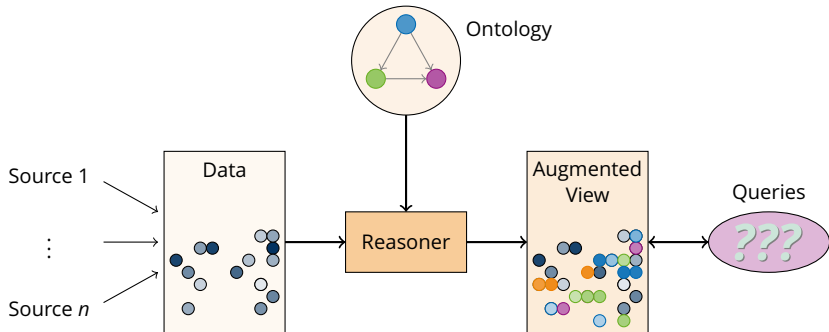 Ontology
Source 1
⋮
Source n
Data
Reasoner
Augmented
View
Queries
???